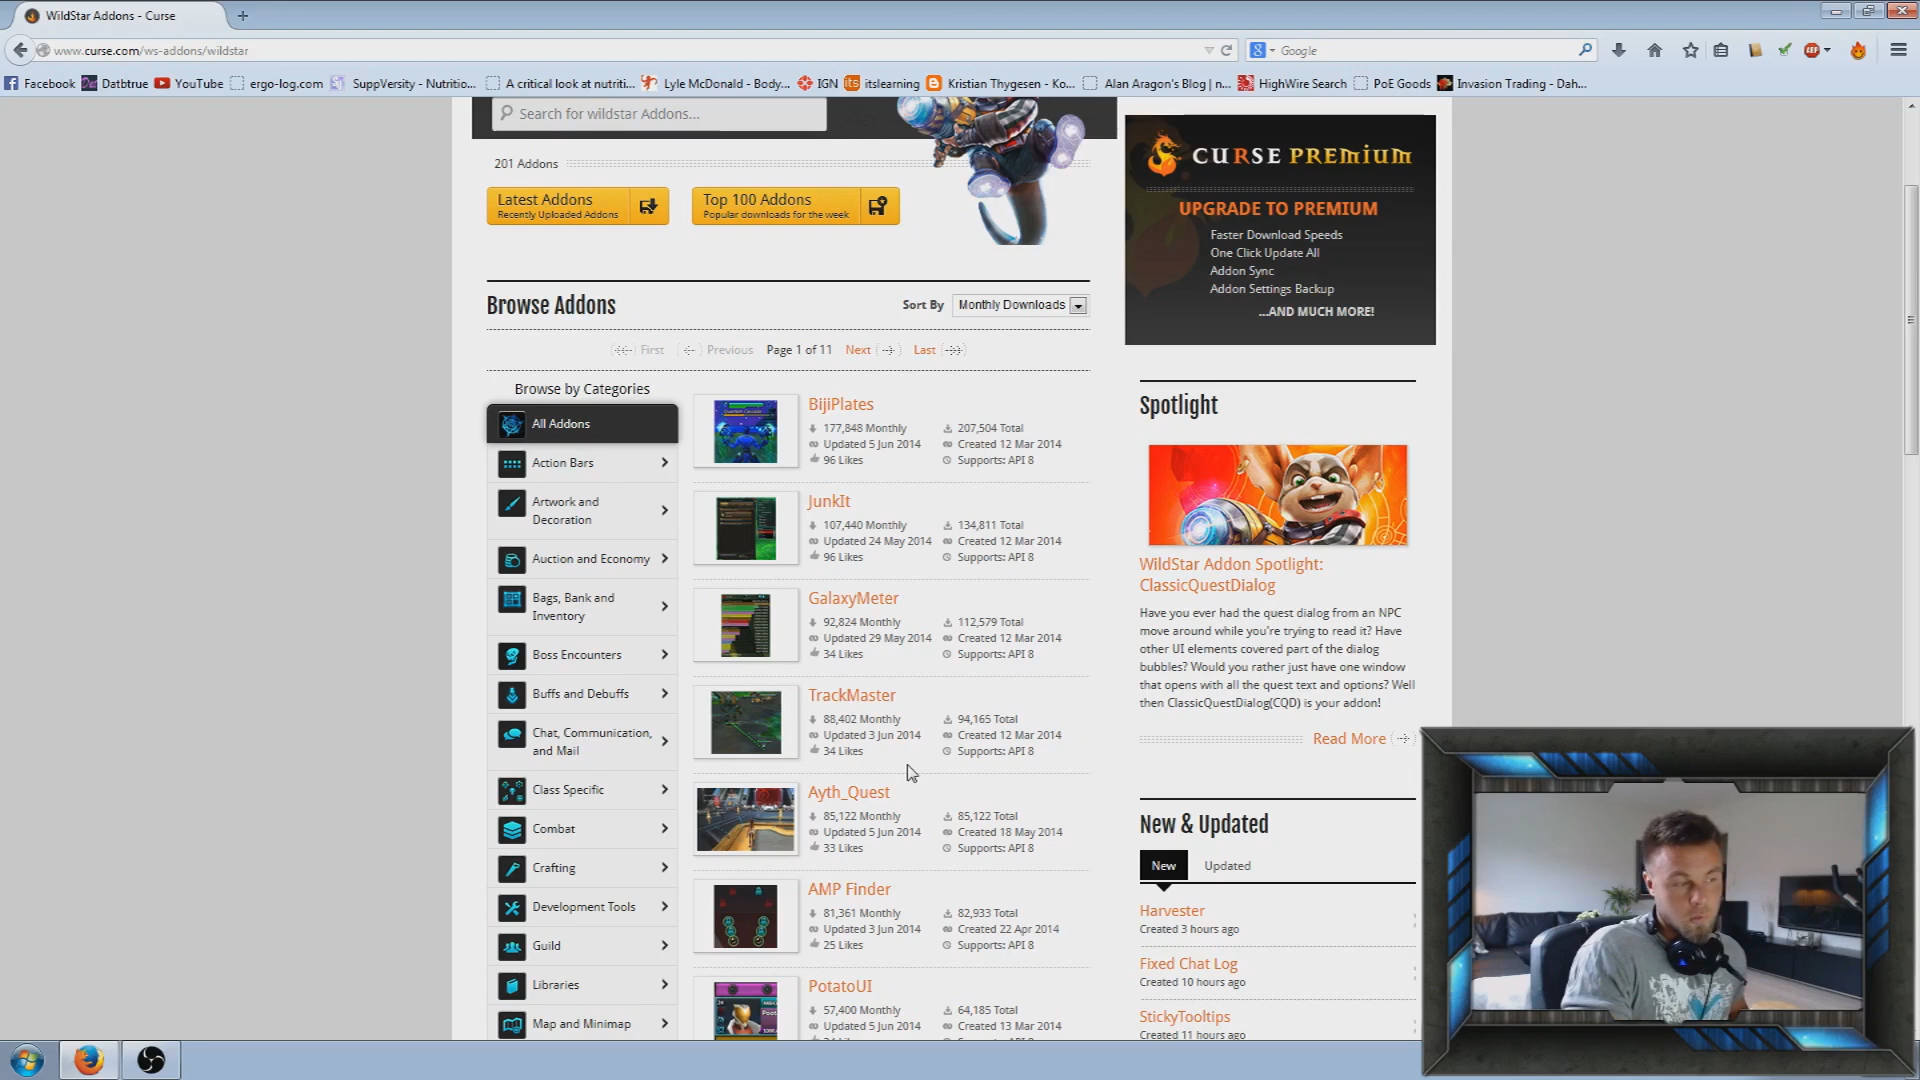 WildStar Addons - Curse
www.curse.com/ws-addons/wildstar
Google
Facebook
Datbtrue
YouTube
ergo-log.com
SuppVersity - Nutritio...
A critical look at nutriti...
Lyle McDonald - Body...
IGN
its
itslearning
Kristian Thygesen - Ko...
Alan Aragon's Blog | n...
HighWire Search
PoE Goods
Invasion Trading - Dah...
Search for wildstar Addons...
201 Addons
Latest Addons
Recently Uploaded Addons
Top 100 Addons
Popular downloads for the week
CURSE PREMIUM
UPGRADE TO PREMIUM
Faster Download Speeds
One Click Update All
Addon Sync
Addon Settings Backup
...AND MUCH MORE!
Browse Addons
Sort By
Monthly Downloads
First
Previous
Page 1 of 11
Next
Last
Browse by Categories
All Addons
Action Bars
Artwork and
Decoration
Auction and Economy
Bags, Bank and
Inventory
Boss Encounters
Buffs and Debuffs
Chat, Communication,
and Mail
Class Specific
Combat
Crafting
Development Tools
Guild
Libraries
Map and Minimap
BijiPlates
177,848 Monthly
207,504 Total
Updated 5 Jun 2014
Created 12 Mar 2014
96 Likes
Supports: API 8
JunkIt
107,440 Monthly
134,811 Total
Updated 24 May 2014
Created 12 Mar 2014
96 Likes
Supports: API 8
GalaxyMeter
92,824 Monthly
112,579 Total
Updated 29 May 2014
Created 12 Mar 2014
34 Likes
Supports: API 8
TrackMaster
88,402 Monthly
94,165 Total
Updated 3 Jun 2014
Created 12 Mar 2014
34 Likes
Supports: API 8
Ayth_Quest
85,122 Monthly
85,122 Total
Updated 5 Jun 2014
Created 18 May 2014
33 Likes
Supports: API 8
AMP Finder
81,361 Monthly
82,933 Total
Updated 3 Jun 2014
Created 22 Apr 2014
25 Likes
Supports: API 8
PotatoUI
57,400 Monthly
64,185 Total
Updated 5 Jun 2014
Created 13 Mar 2014
Spotlight
WildStar Addon Spotlight:
ClassicQuestDialog
Have you ever had the quest dialog from an NPC
move around while you're trying to read it? Have
other UI elements covered part of the dialog
bubbles? Would you rather just have one window
that opens with all the quest text and options? Well
then ClassicQuestDialog(CQD) is your addon!
Read More
New & Updated
New
Updated
Harvester
Created 3 hours ago
Fixed Chat Log
Created 10 hours ago
StickyTooltips
Created 11 hours ago